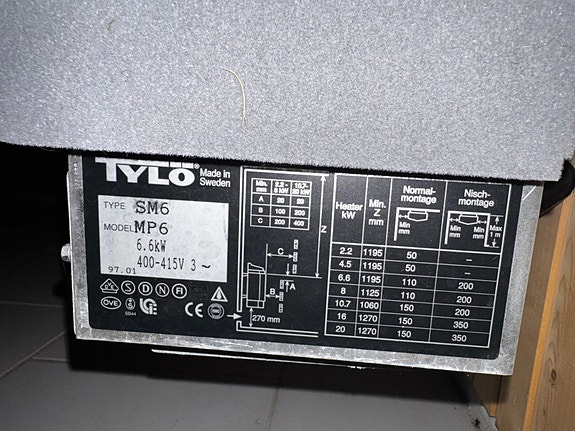 TYLÖ® Made in
Sweden
TYPE SM6
MODEL MP6
6.6kW
400-415V 3 ~
97.01
S D N FI
OVE
CE
Min. mm 2.2-8 kW 10.7-20 kW
A 20 20
B 100 200
C 200 400
Z
C
A
B
270 mm
Heater kW Min. Z mm Normal-montage Nisch-montage
Min mm Min mm Max 1 m
2.2 1195 50 –
4.5 1195 50 –
6.6 1195 110 200
8 1125 110 200
10.7 1060 150 200
16 1270 150 350
20 1270 150 350